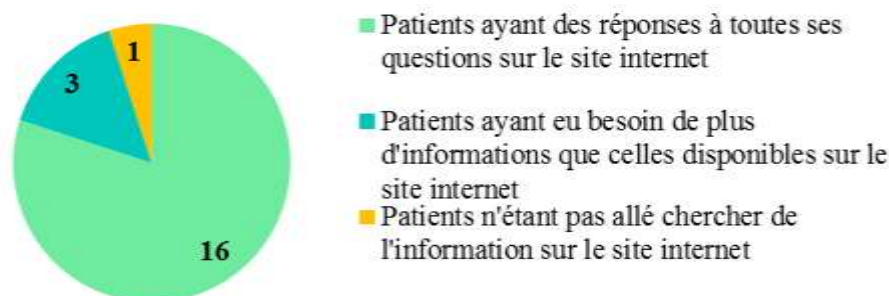 1
3
16
Patients ayant des réponses à toutes ses
questions sur le site internet
Patients ayant eu besoin de plus
d'informations que celles disponibles sur le
site internet
Patients n'étant pas allé chercher de
l'information sur le site internet